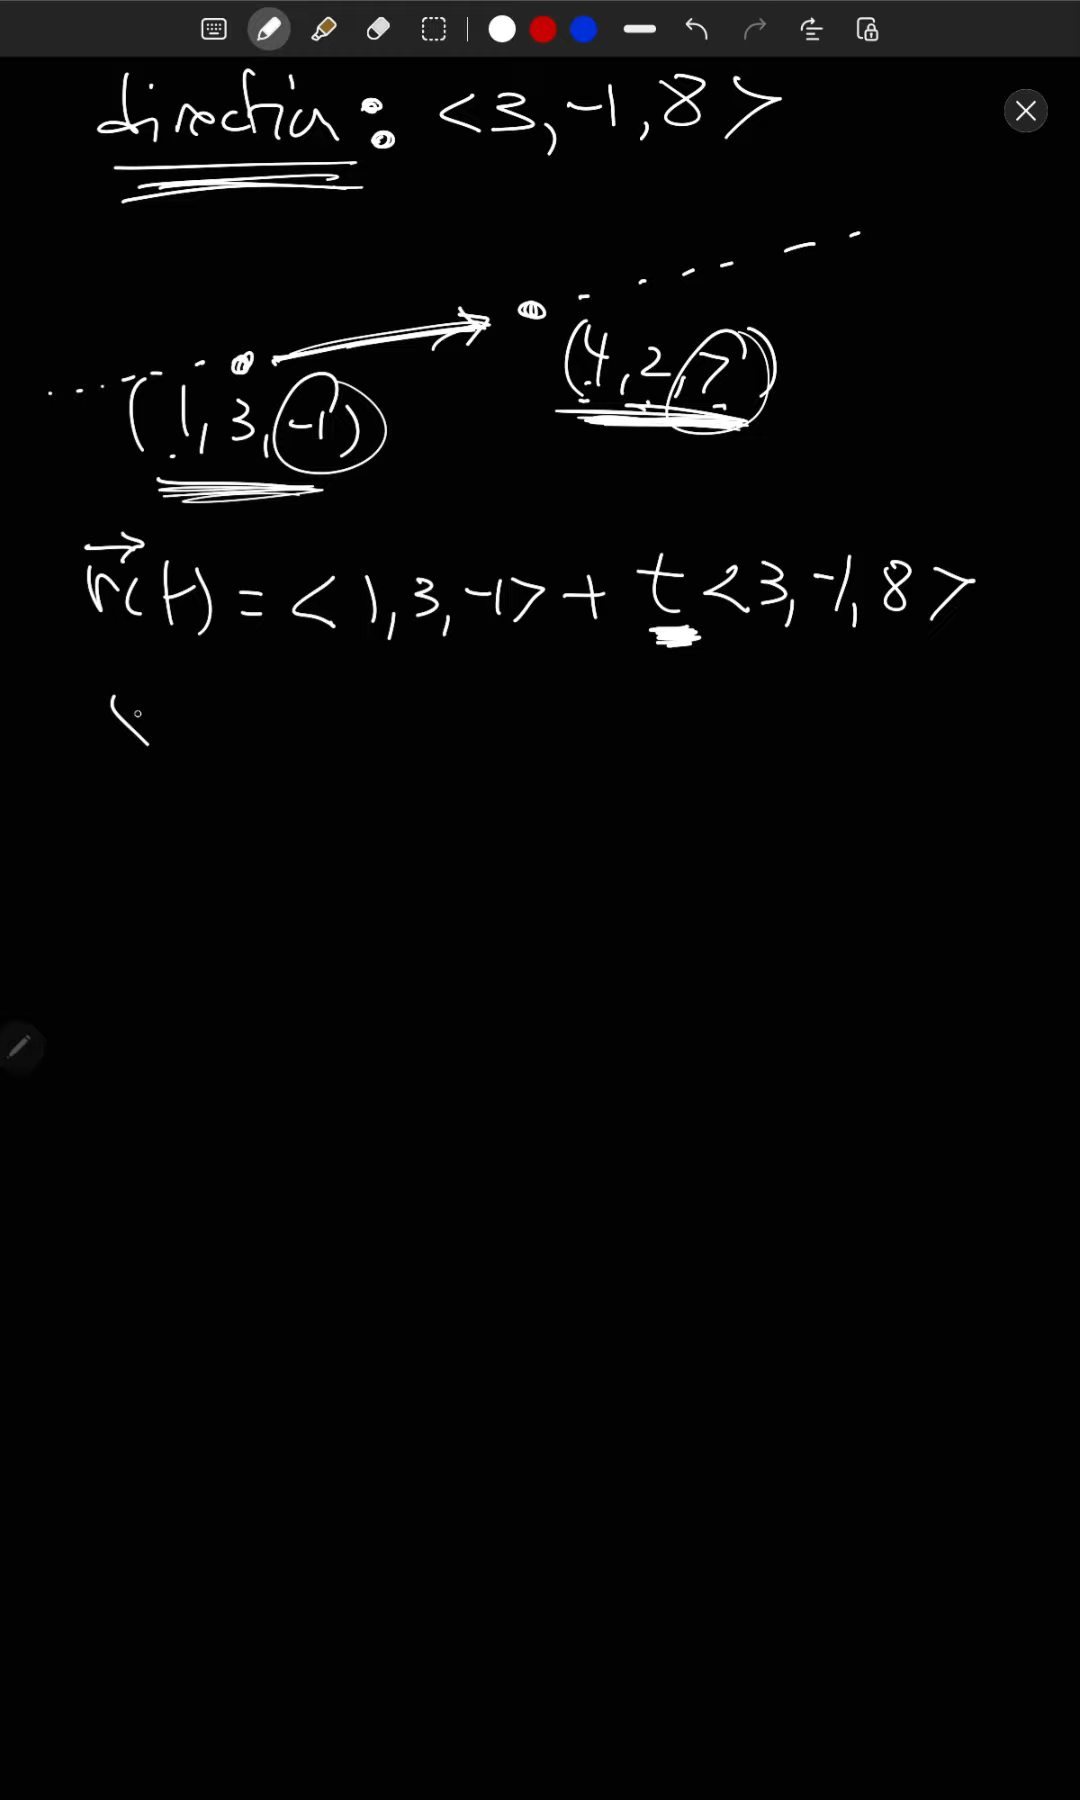 direction: <3, -1, 8>
(4, 2, 7)
(1, 3, -1)
r(t) = <1, 3, -1> + t<3, -1, 8>